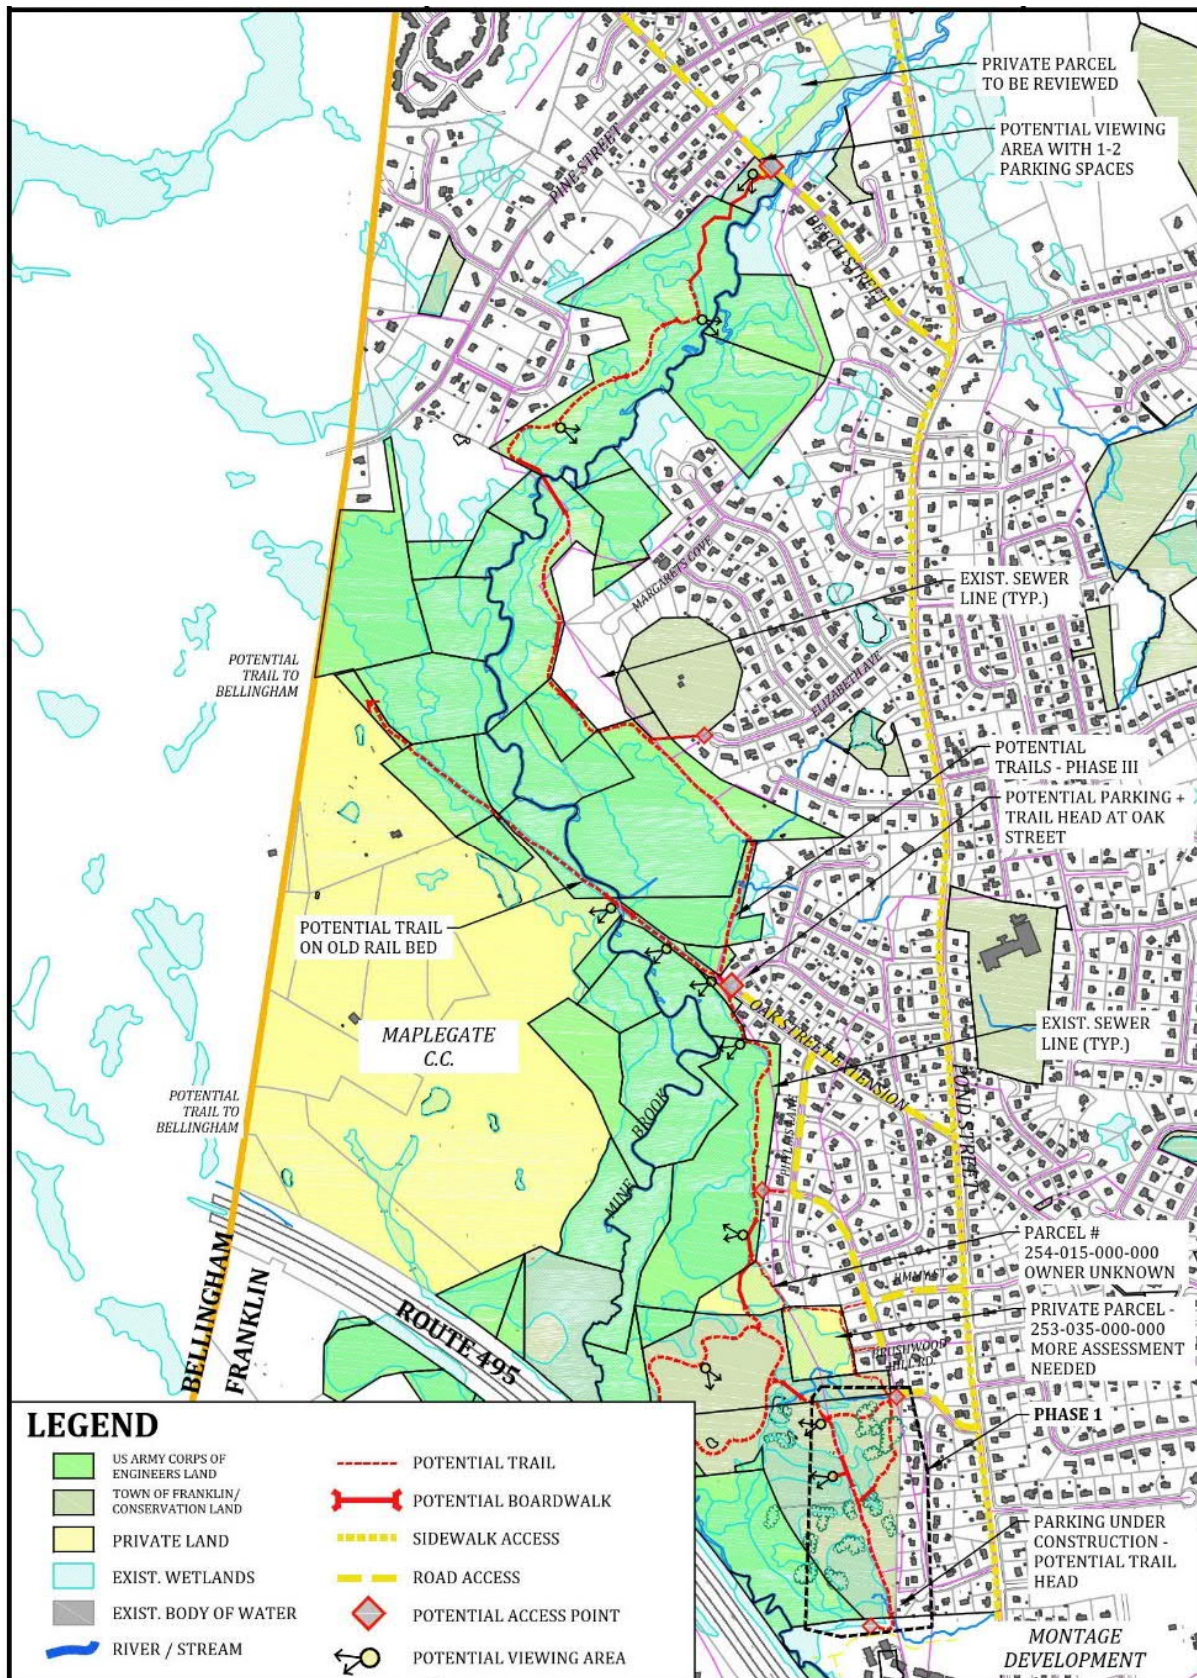 PRIVATE PARCEL
TO BE REVIEWED
POTENTIAL VIEWING
AREA WITH 1-2
PARKING SPACES
PINE STREET
BEECH STREET
MARGARETS COVE
EXIST. SEWER
LINE (TYP.)
POTENTIAL
TRAIL TO
BELLINGHAM
ELIZABETH AVE
POTENTIAL
TRAILS - PHASE III
POTENTIAL PARKING +
TRAIL HEAD AT OAK
STREET
POTENTIAL TRAIL
ON OLD RAIL BED
OAK STREET EXTENSION
MAPLEGATE
C.C.
EXIST. SEWER
LINE (TYP.)
POND STREET
POTENTIAL
TRAIL TO
BELLINGHAM
MINE BROOK
PHYLLIS LANE
BELLINGHAM
FRANKLIN
ROUTE 495
PARCEL #
254-015-000-000
OWNER UNKNOWN
PRIVATE PARCEL -
253-035-000-000
MORE ASSESSMENT
NEEDED
BRUSHWOOD
HILL RD.
PHASE 1
PARKING UNDER
CONSTRUCTION -
POTENTIAL TRAIL
HEAD
MONTAGE
DEVELOPMENT
LEGEND
US ARMY CORPS OF
ENGINEERS LAND
TOWN OF FRANKLIN/
CONSERVATION LAND
PRIVATE LAND
EXIST. WETLANDS
EXIST. BODY OF WATER
RIVER / STREAM
POTENTIAL TRAIL
POTENTIAL BOARDWALK
SIDEWALK ACCESS
ROAD ACCESS
POTENTIAL ACCESS POINT
POTENTIAL VIEWING AREA